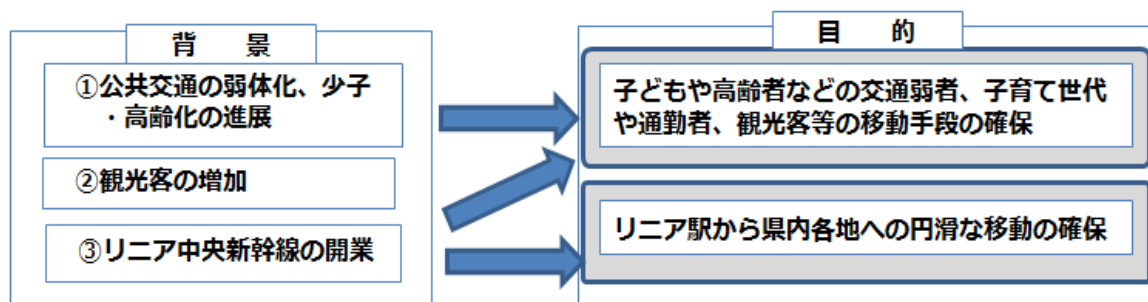 背　景
①公共交通の弱体化、少子
・高齢化の進展
②観光客の増加
③リニア中央新幹線の開業
目　的
子どもや高齢者などの交通弱者、子育て世代
や通勤者、観光客等の移動手段の確保
リニア駅から県内各地への円滑な移動の確保